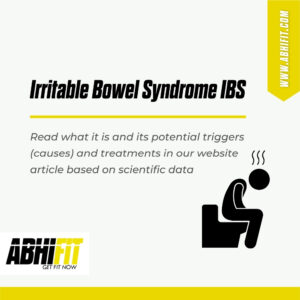 WWW.ABHIFIT.COM
Irritable Bowel Syndrome IBS
Read what it is and its potential triggers
(causes) and treatments in our website
article based on scientific data
ABHIFIT
GET FIT NOW